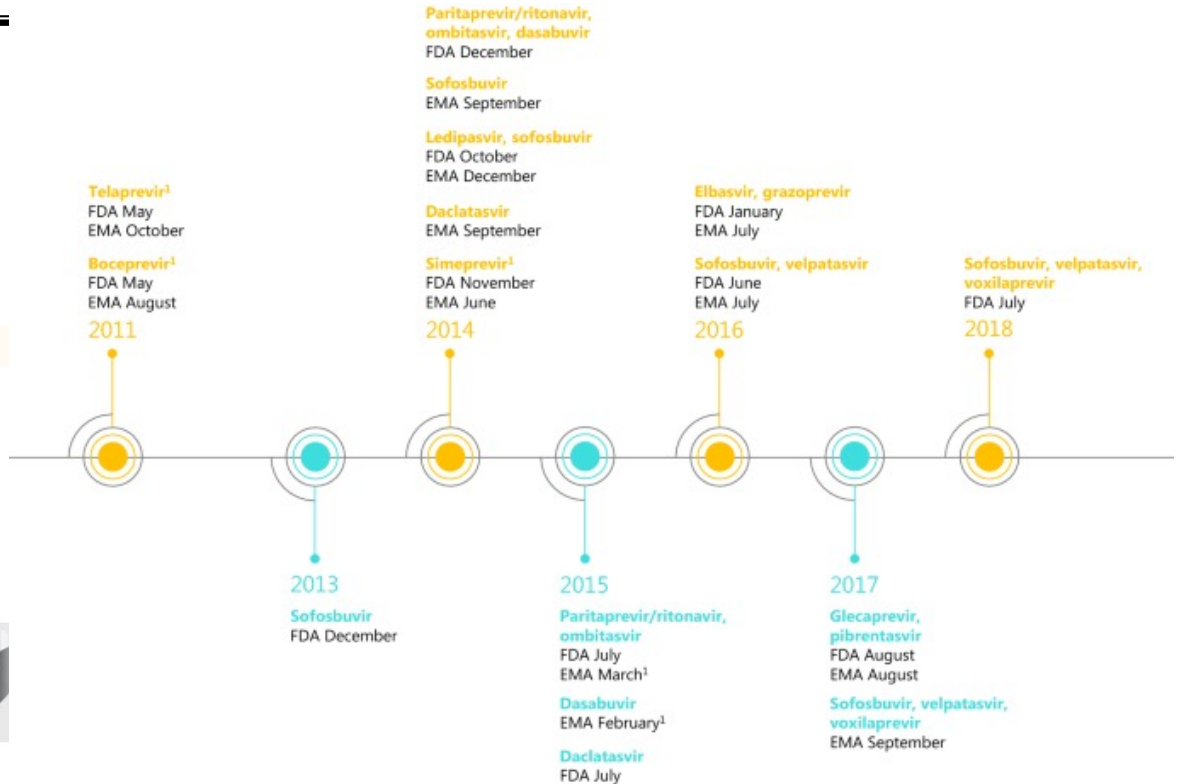 Paritaprevir/ritonavir,
ombitasvir, dasabuvir
FDA December
Sofosbuvir
EMA September
Ledipasvir, sofosbuvir
FDA October
EMA December
Daclatasvir
EMA September
Simeprevir¹
FDA November
EMA June
2014
Telaprevir¹
FDA May
EMA October
Boceprevir¹
FDA May
EMA August
2011
Elbasvir, grazoprevir
FDA January
EMA July
Sofosbuvir, velpatasvir
FDA June
EMA July
2016
Sofosbuvir, velpatasvir,
voxilaprevir
FDA July
2018
2013
Sofosbuvir
FDA December
2015
Paritaprevir/ritonavir,
ombitasvir
FDA July
EMA March¹
Dasabuvir
EMA February¹
Daclatasvir
FDA July
2017
Glecaprevir,
pibrentasvir
FDA August
EMA August
Sofosbuvir, velpatasvir,
voxilaprevir
EMA September